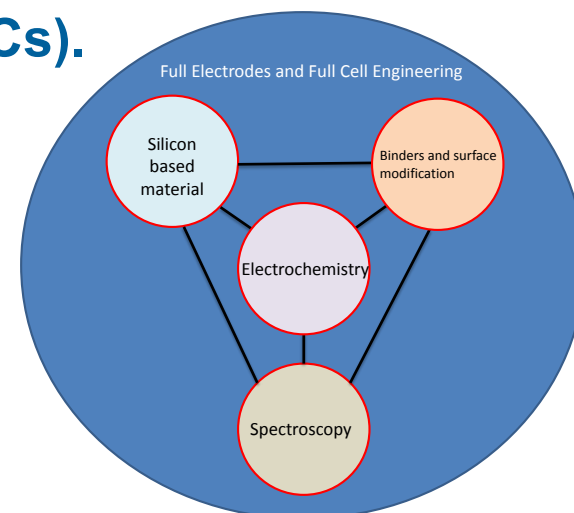 Cs).
Full Electrodes and Full Cell Engineering
Silicon
based
material
Binders and surface
modification
Electrochemistry
Spectroscopy